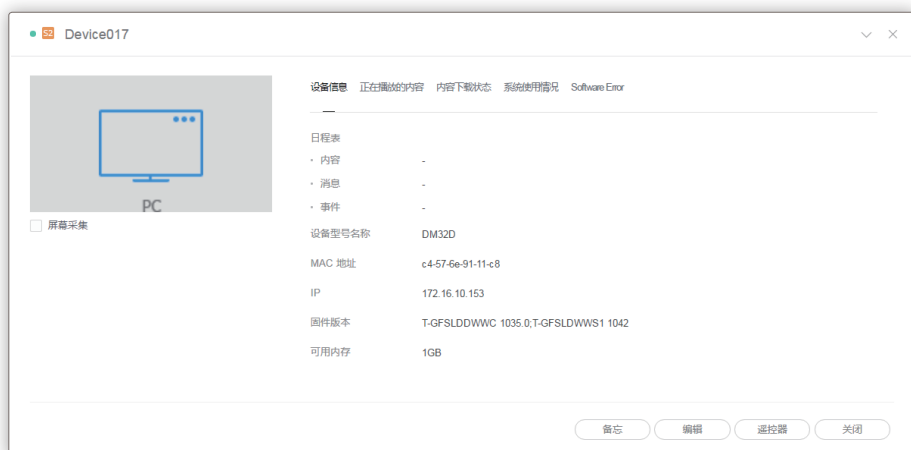 S2 Device017
设备信息 正在播放的内容 内容下载状态 系统使用情况 Software Error
PC
屏幕采集
日程表
· 内容 -
· 消息 -
· 事件 -
设备型号名称 DM32D
MAC 地址 c4-57-6e-91-11-c8
IP 172.16.10.153
固件版本 T-GFSLDDWWC 1035.0;T-GFSLDWWS1 1042
可用内存 1GB
备忘 编辑 遥控器 关闭